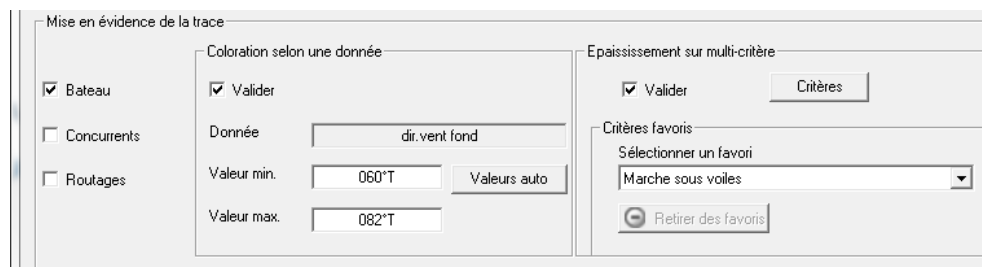 Mise en évidence de la trace
Coloration selon une donnée
Epaississement sur multi-critère
Bateau
Valider
Valider
Critères
Concurrents
Donnée
dir.vent fond
Critères favoris
Sélectionner un favori
Routages
Valeur min.
060°T
Valeurs auto
Marche sous voiles
Valeur max.
082°T
Retirer des favoris